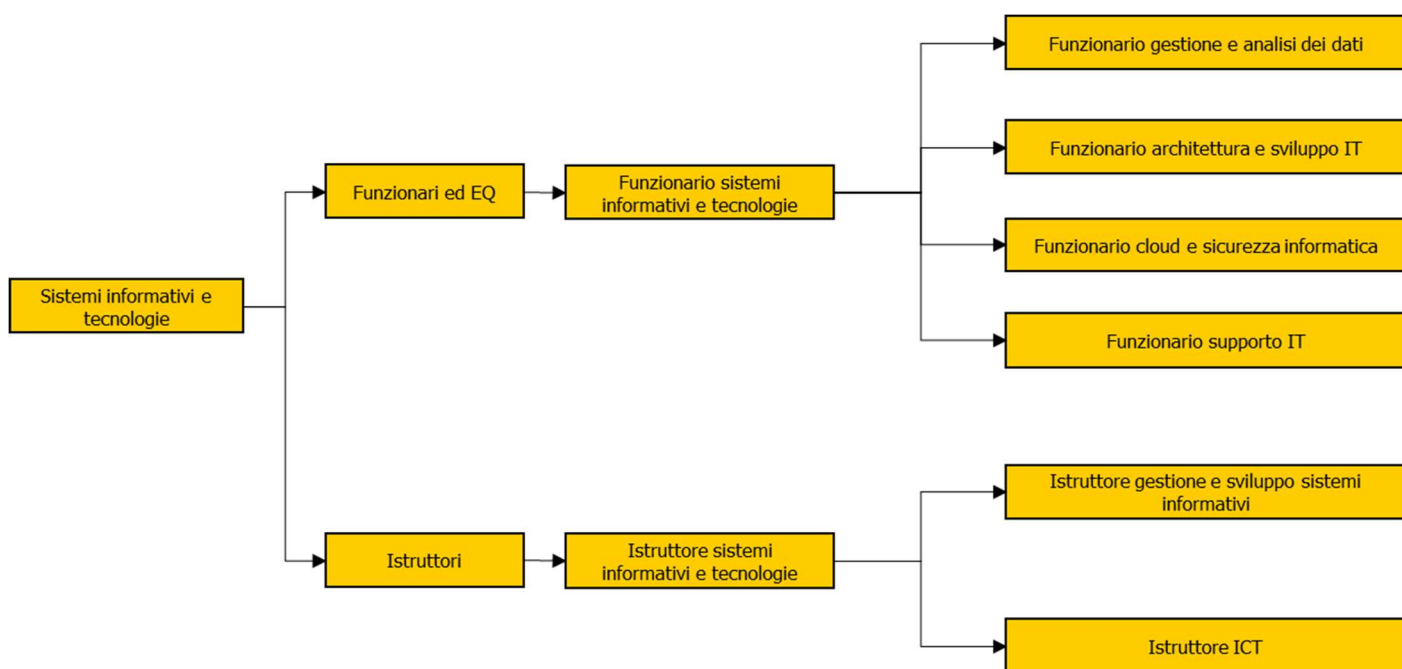 Funzionario gestione e analisi dei dati
Funzionario architettura e sviluppo IT
Funzionari ed EQ
Funzionario sistemi
informativi e tecnologie
Funzionario cloud e sicurezza informatica
Sistemi informativi e
tecnologie
Funzionario supporto IT
Istruttore gestione e sviluppo sistemi
informativi
Istruttori
Istruttore sistemi
informativi e tecnologie
Istruttore ICT